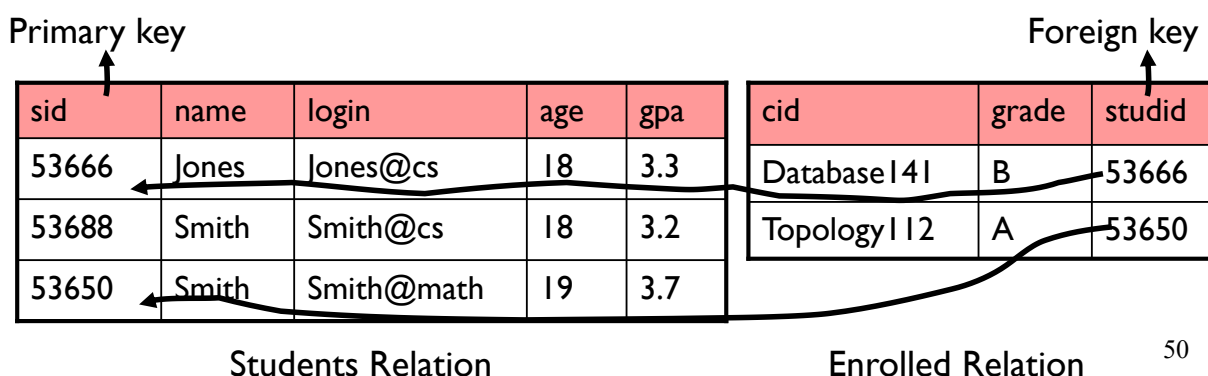 Primary key Foreign key
sid name login age gpa cid grade studid
53666 Jones Jones@cs 18 3.3 Database141 B 53666
53688 Smith Smith@cs 18 3.2 Topology112 A 53650
53650 Smith Smith@math 19 3.7
Students Relation Enrolled Relation 50